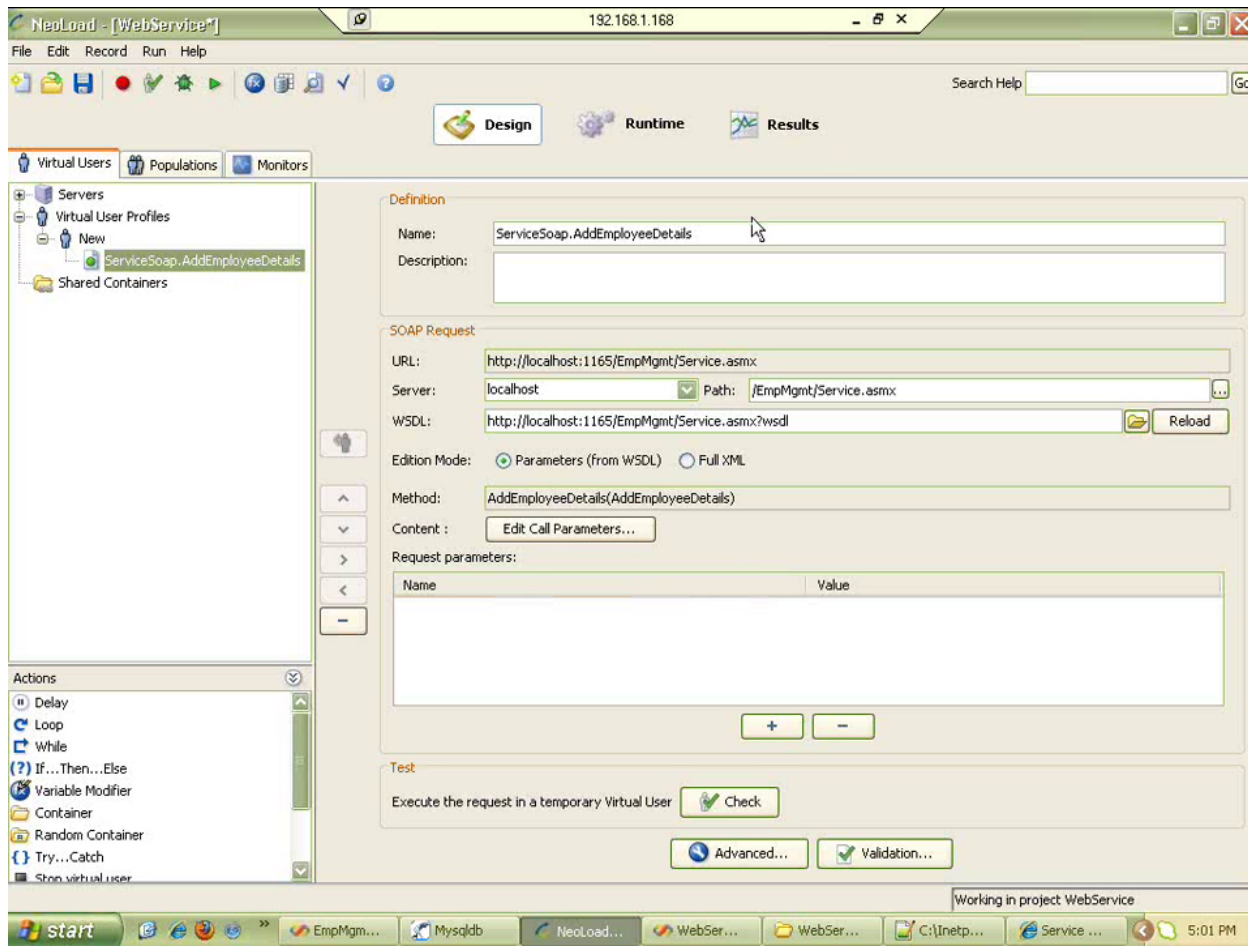 NeoLoad - [WebService*]
192.168.1.168
File Edit Record Run Help
Search Help
Go
Design Runtime Results
Virtual Users Populations Monitors
Servers
Virtual User Profiles
New
ServiceSoap.AddEmployeeDetails
Shared Containers
Definition
Name: ServiceSoap.AddEmployeeDetails
Description:
SOAP Request
URL: http://localhost:1165/EmpMgmt/Service.asmx
Server: localhost Path: /EmpMgmt/Service.asmx ...
WSDL: http://localhost:1165/EmpMgmt/Service.asmx?wsdl Reload
Edition Mode: Parameters (from WSDL) Full XML
Method: AddEmployeeDetails(AddEmployeeDetails)
Content : Edit Call Parameters...
Request parameters:
Name Value
Actions
Delay
Loop
While
(?) If...Then...Else
Variable Modifier
Container
Random Container
{ } Try...Catch
Stop virtual user
+ −
Test
Execute the request in a temporary Virtual User Check
Advanced... Validation...
Working in project WebService
start » EmpMgm... Mysqldb NeoLoad... WebSer... WebSer... C:\Inetp... Service ... 5:01 PM